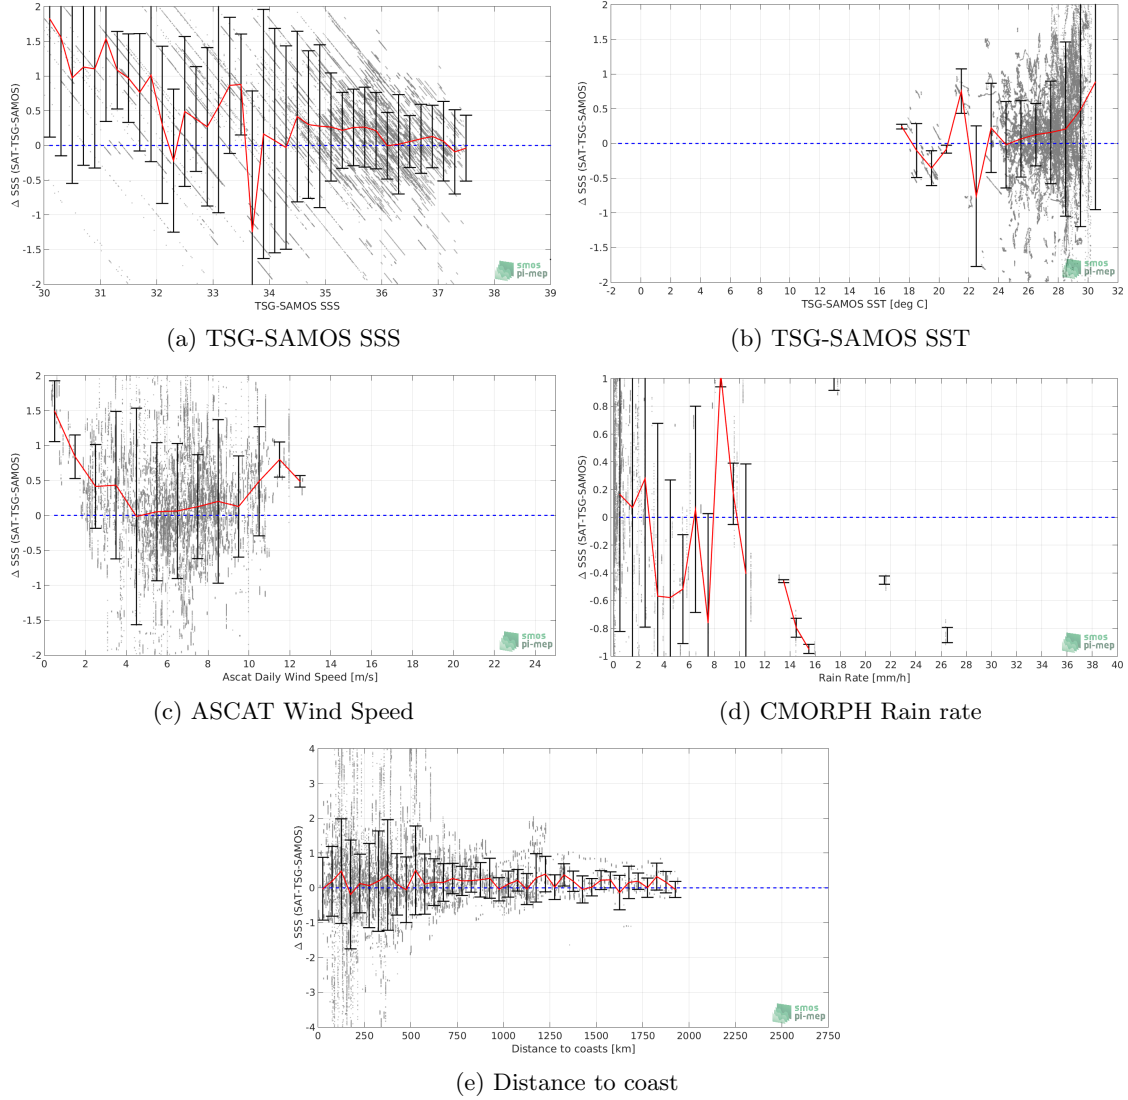 2
1.5
1
0.5
0
-0.5
-1
-1.5
-2
Δ SSS (SAT-TSG-SAMOS)
30 31 32 33 34 35 36 37 38 39
TSG-SAMOS SSS
smos
pi-mep
(a) TSG-SAMOS SSS
2
1.5
1
0.5
0
-0.5
-1
-1.5
-2
Δ SSS (SAT-TSG-SAMOS)
-2 0 2 4 6 8 10 12 14 16 18 20 22 24 26 28 30 32
TSG-SAMOS SST [deg C]
smos
pi-mep
(b) TSG-SAMOS SST
2
1.5
1
0.5
0
-0.5
-1
-1.5
-2
Δ SSS (SAT-TSG-SAMOS)
0 2 4 6 8 10 12 14 16 18 20 22 24
Ascat Daily Wind Speed [m/s]
smos
pi-mep
(c) ASCAT Wind Speed
1
0.8
0.6
0.4
0.2
0
-0.2
-0.4
-0.6
-0.8
-1
Δ SSS (SAT-TSG-SAMOS)
0 2 4 6 8 10 12 14 16 18 20 22 24 26 28 30 32 34 36 38 40
Rain Rate [mm/h]
smos
pi-mep
(d) CMORPH Rain rate
4
3
2
1
0
-1
-2
-3
-4
Δ SSS (SAT-TSG-SAMOS)
0 250 500 750 1000 1250 1500 1750 2000 2250 2500 2750
Distance to coasts [km]
smos
pi-mep
(e) Distance to coast